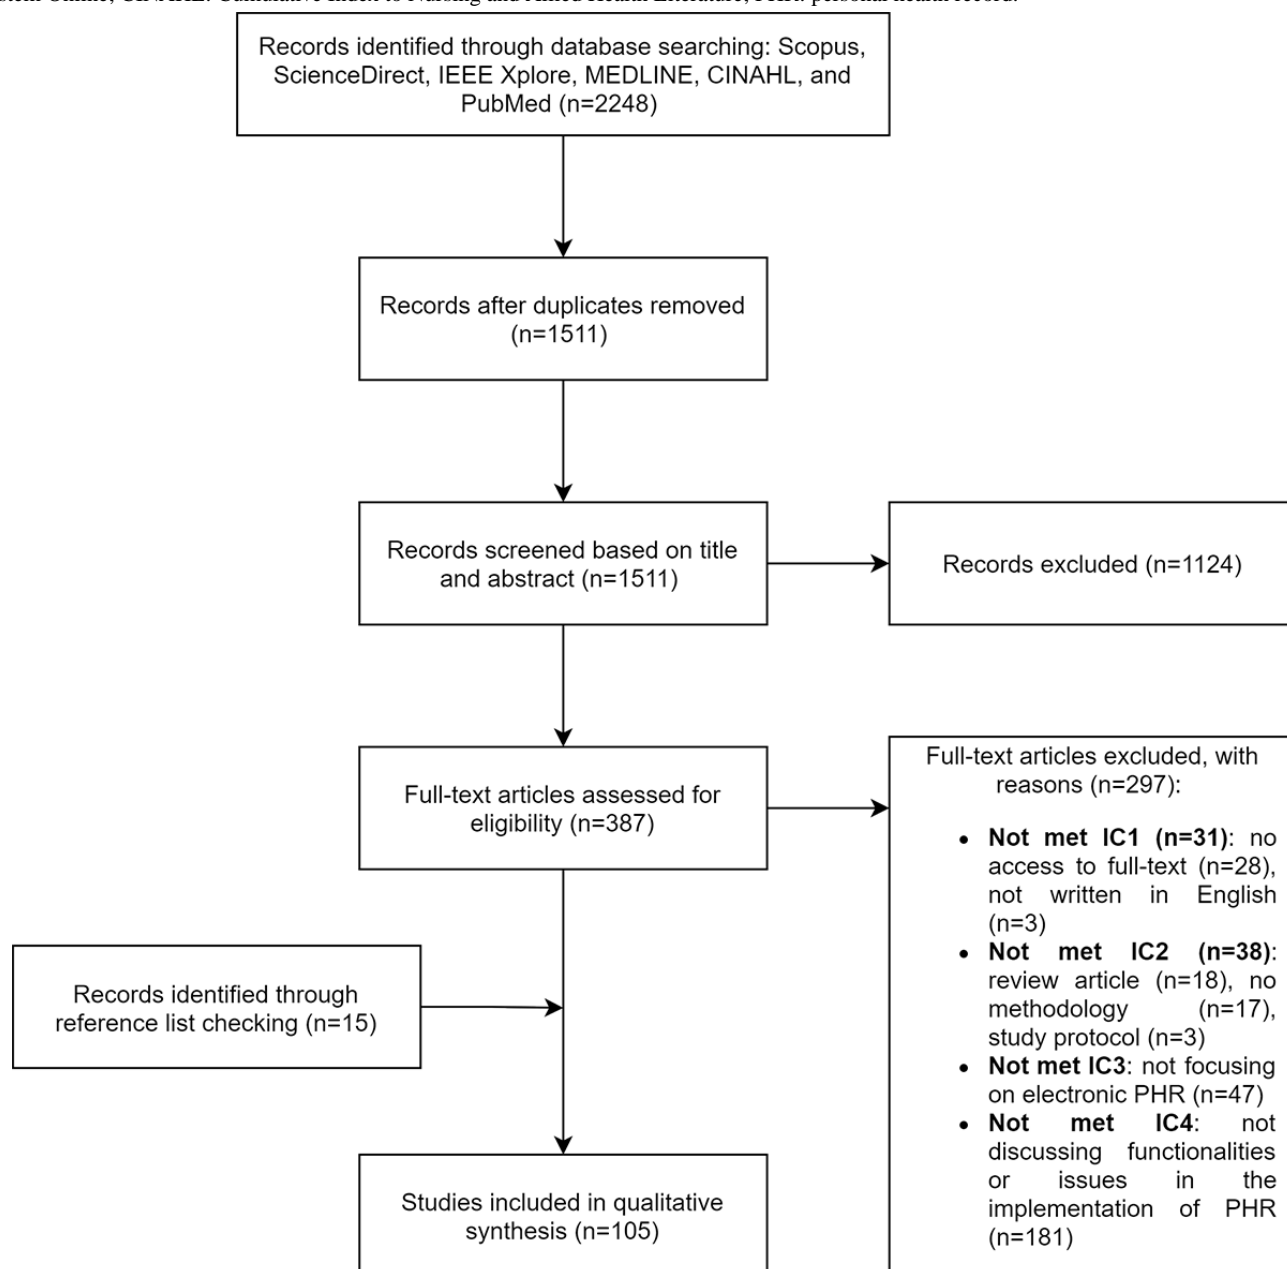 Records identified through database searching: Scopus,
ScienceDirect, IEEE Xplore, MEDLINE, CINAHL, and
PubMed (n=2248)
Records after duplicates removed
(n=1511)
Records screened based on title
and abstract (n=1511)
Records excluded (n=1124)
Full-text articles assessed for
eligibility (n=387)
Full-text articles excluded, with
reasons (n=297):
• Not met IC1 (n=31): no
access to full-text (n=28),
not written in English
(n=3)
• Not met IC2 (n=38):
review article (n=18), no
methodology (n=17),
study protocol (n=3)
• Not met IC3: not focusing
on electronic PHR (n=47)
• Not met IC4: not
discussing functionalities
or issues in the
implementation of PHR
(n=181)
Records identified through
reference list checking (n=15)
Studies included in qualitative
synthesis (n=105)